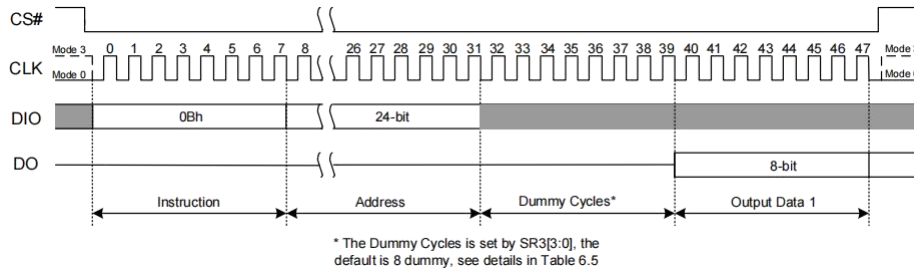 CS#
Mode 3 0 1 2 3 4 5 6 7 8 26 27 28 29 30 31 32 33 34 35 36 37 38 39 40 41 42 43 44 45 46 47
CLK
Mode 0
DIO 0Bh 24-bit
DO 8-bit
Instruction Address Dummy Cycles* Output Data 1
* The Dummy Cycles is set by SR3[3:0], the
default is 8 dummy, see details in Table 6.5